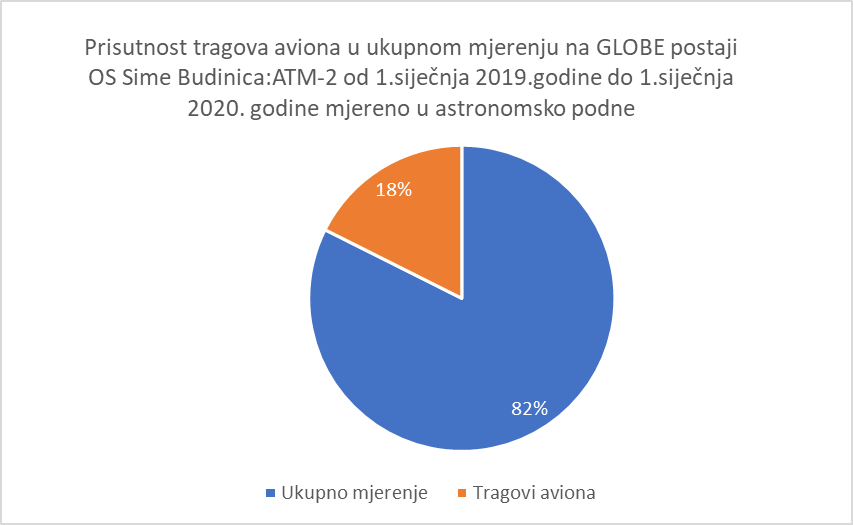 Prisutnost tragova aviona u ukupnom mjerenju na GLOBE postaji
OS Sime Budinica:ATM-2 od 1.siječnja 2019.godine do 1.siječnja
2020. godine mjereno u astronomsko podne
18%
82%
Ukupno mjerenje
Tragovi aviona